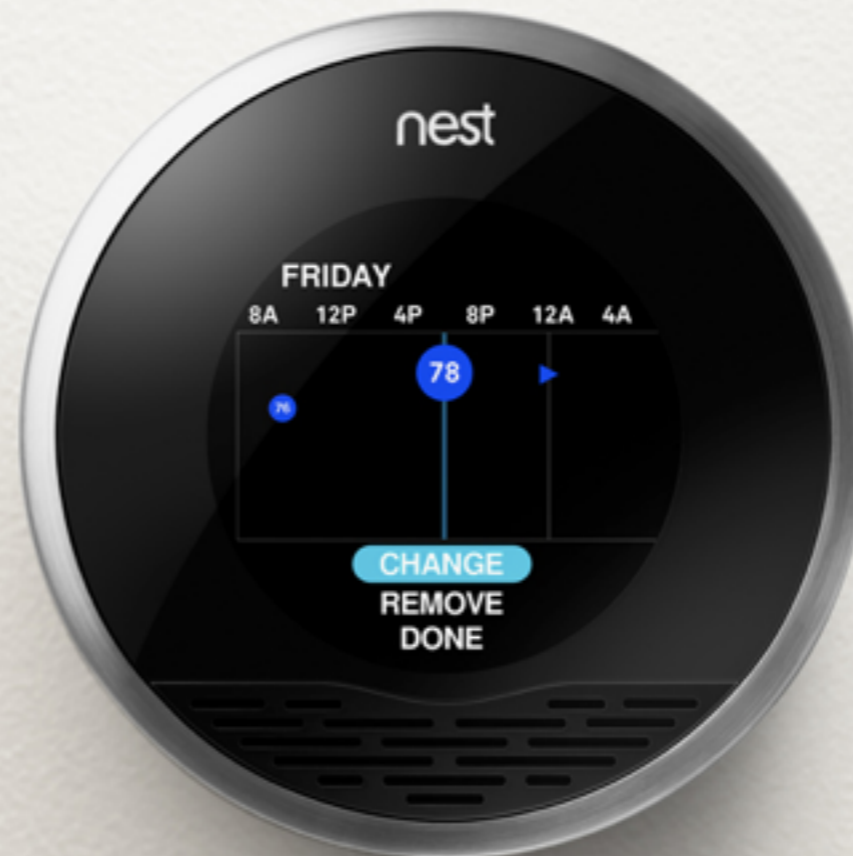 nest
FRIDAY
8A 12P 4P 8P 12A 4A
78
76
CHANGE
REMOVE
DONE